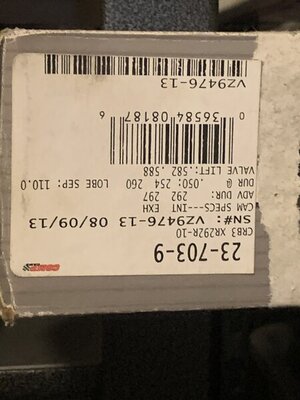 COMP
CAMS
CRB3 XR292R-10
23-703-9
SN#: VZ9476-13 08/09/13
CAM SPECS---INT EXH
ADV DUR: 292 297
DUR @ .050: 254 260 LOBE SEP: 110.0
VALVE LIFT:.582 .588
0 36584 08187 6
VZ9476-13